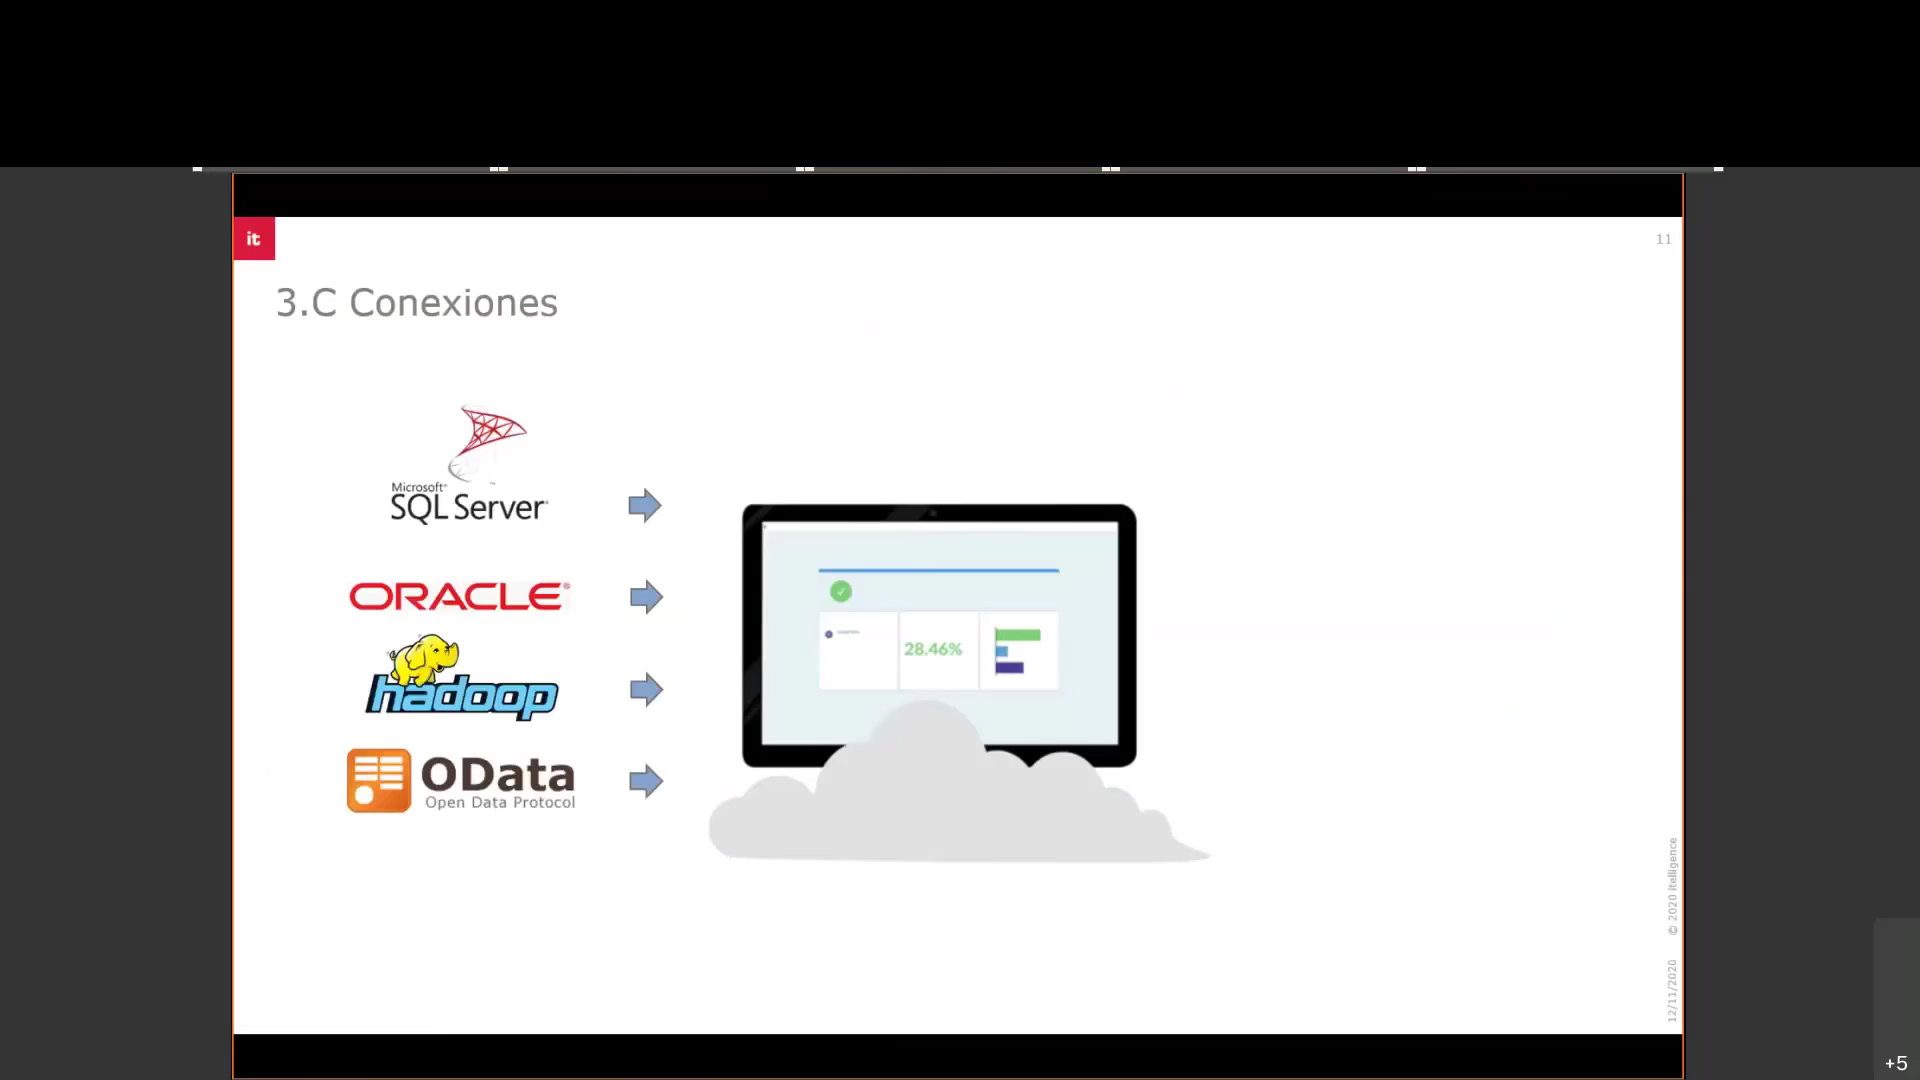 it
11
3.C Conexiones
Microsoft®
SQL Server®
ORACLE®
hadoop
OData
Open Data Protocol
28.46%
12/11/2020 © 2020 itelligence
+5